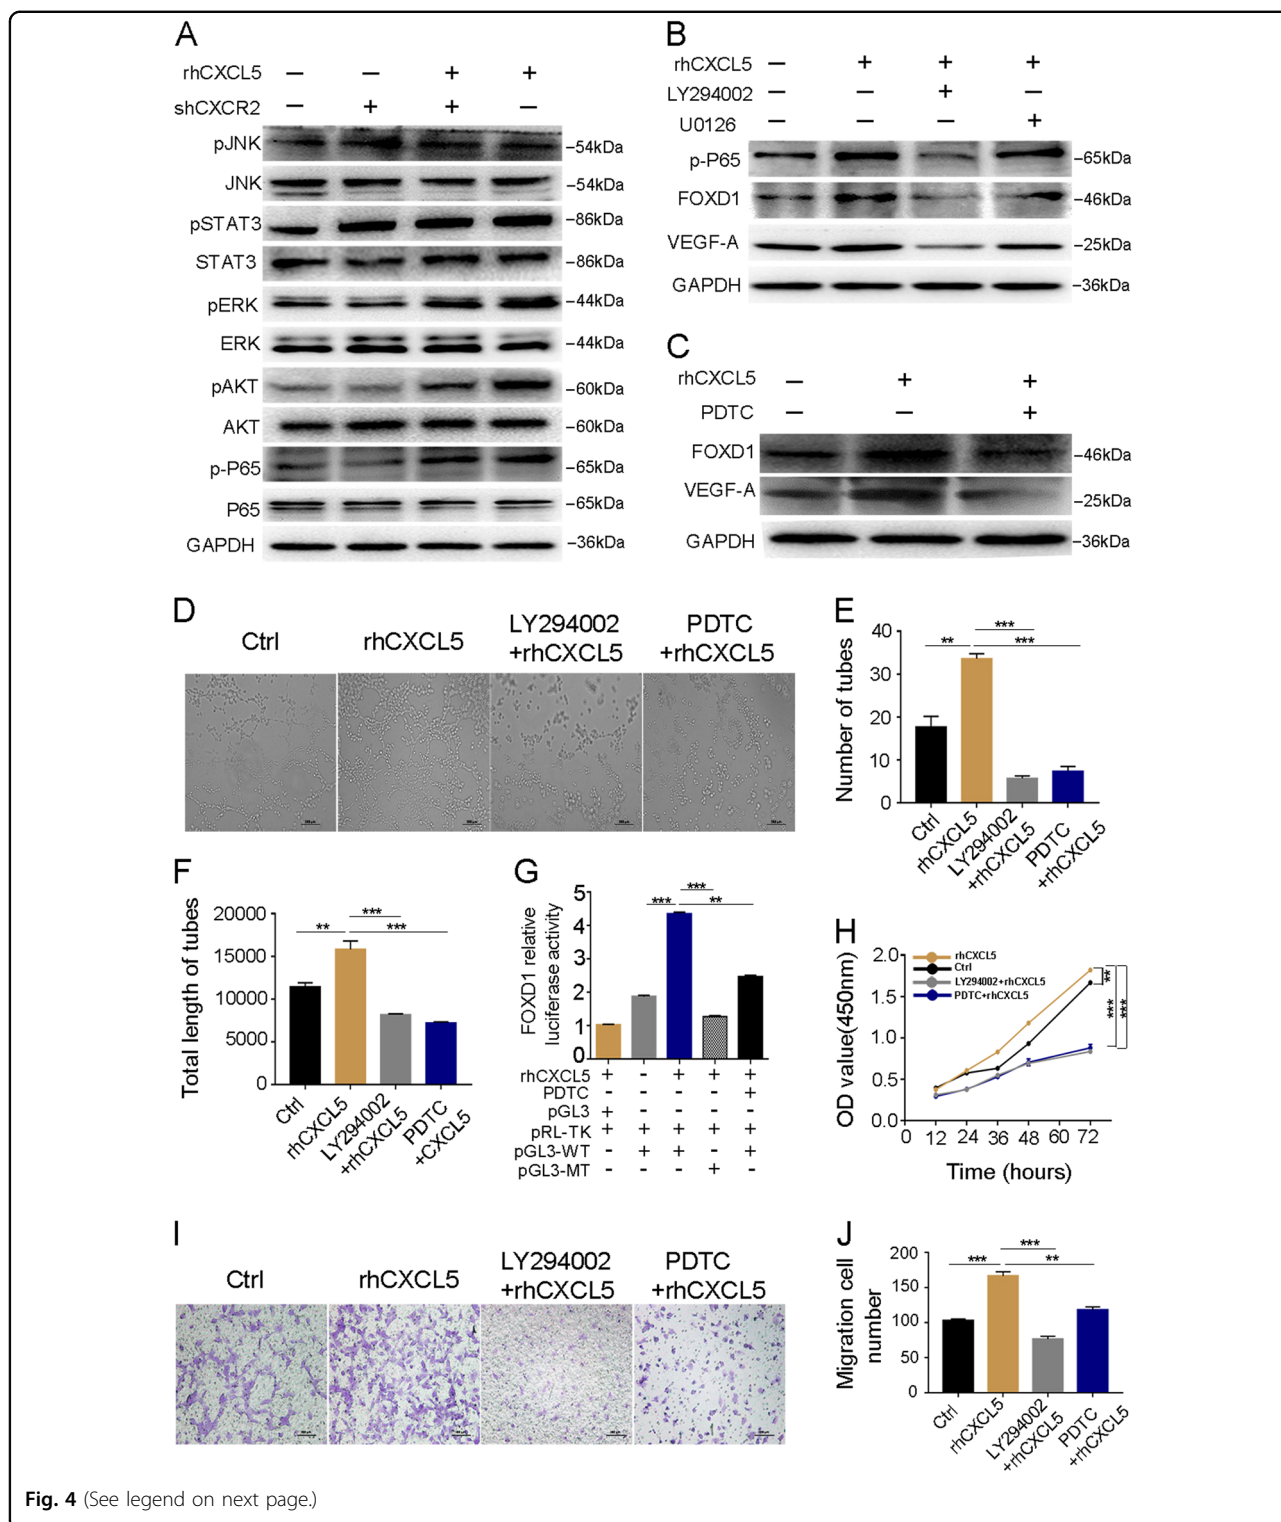 A
rhCXCL5 – – + +
shCXCR2 – + + –
pJNK –54kDa
JNK –54kDa
pSTAT3 –86kDa
STAT3 –86kDa
pERK –44kDa
ERK –44kDa
pAKT –60kDa
AKT –60kDa
p-P65 –65kDa
P65 –65kDa
GAPDH –36kDa
B
rhCXCL5 – + + +
LY294002 – – + –
U0126 – – – +
p-P65 –65kDa
FOXD1 –46kDa
VEGF-A –25kDa
GAPDH –36kDa
C
rhCXCL5 – + +
PDTC – – +
FOXD1 –46kDa
VEGF-A –25kDa
GAPDH –36kDa
D
Ctrl
rhCXCL5
LY294002
+rhCXCL5
PDTC
+rhCXCL5
E
Number of tubes
40
30
20
10
0
** *** ***
Ctrl
rhCXCL5
LY294002
+rhCXCL5
PDTC
+rhCXCL5
F
Total length of tubes
20000
15000
10000
5000
0
** *** ***
Ctrl
rhCXCL5
LY294002
+rhCXCL5
PDTC
+CXCL5
G
FOXD1 relative
luciferase activity
5
4
3
2
1
0
*** *** **
rhCXCL5 + - + + +
PDTC - - - - +
pGL3 + - - - -
pRL-TK + + + + +
pGL3-WT - + + - +
pGL3-MT - - - + -
H
OD value(450nm)
2.0
1.5
1.0
0.5
0.0
rhCXCL5
Ctrl
LY294002+rhCXCL5
PDTC+rhCXCL5
** *** ***
0 12 24 36 48 60 72
Time (hours)
I
Ctrl
rhCXCL5
LY294002
+rhCXCL5
PDTC
+rhCXCL5
J
Migration cell
number
200
150
100
50
0
*** *** **
Ctrl
rhCXCL5
LY294002
+rhCXCL5
PDTC
+rhCXCL5
Fig. 4 (See legend on next page.)